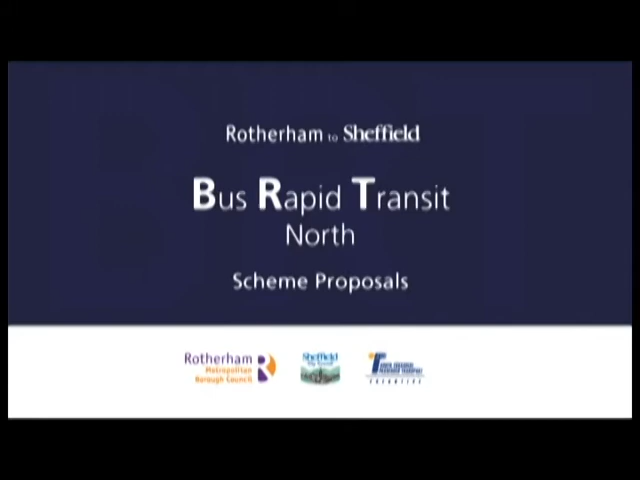 Rotherham to Sheffield
Bus Rapid Transit
North
Scheme Proposals
Rotherham
Metropolitan
Borough Council
Sheffield